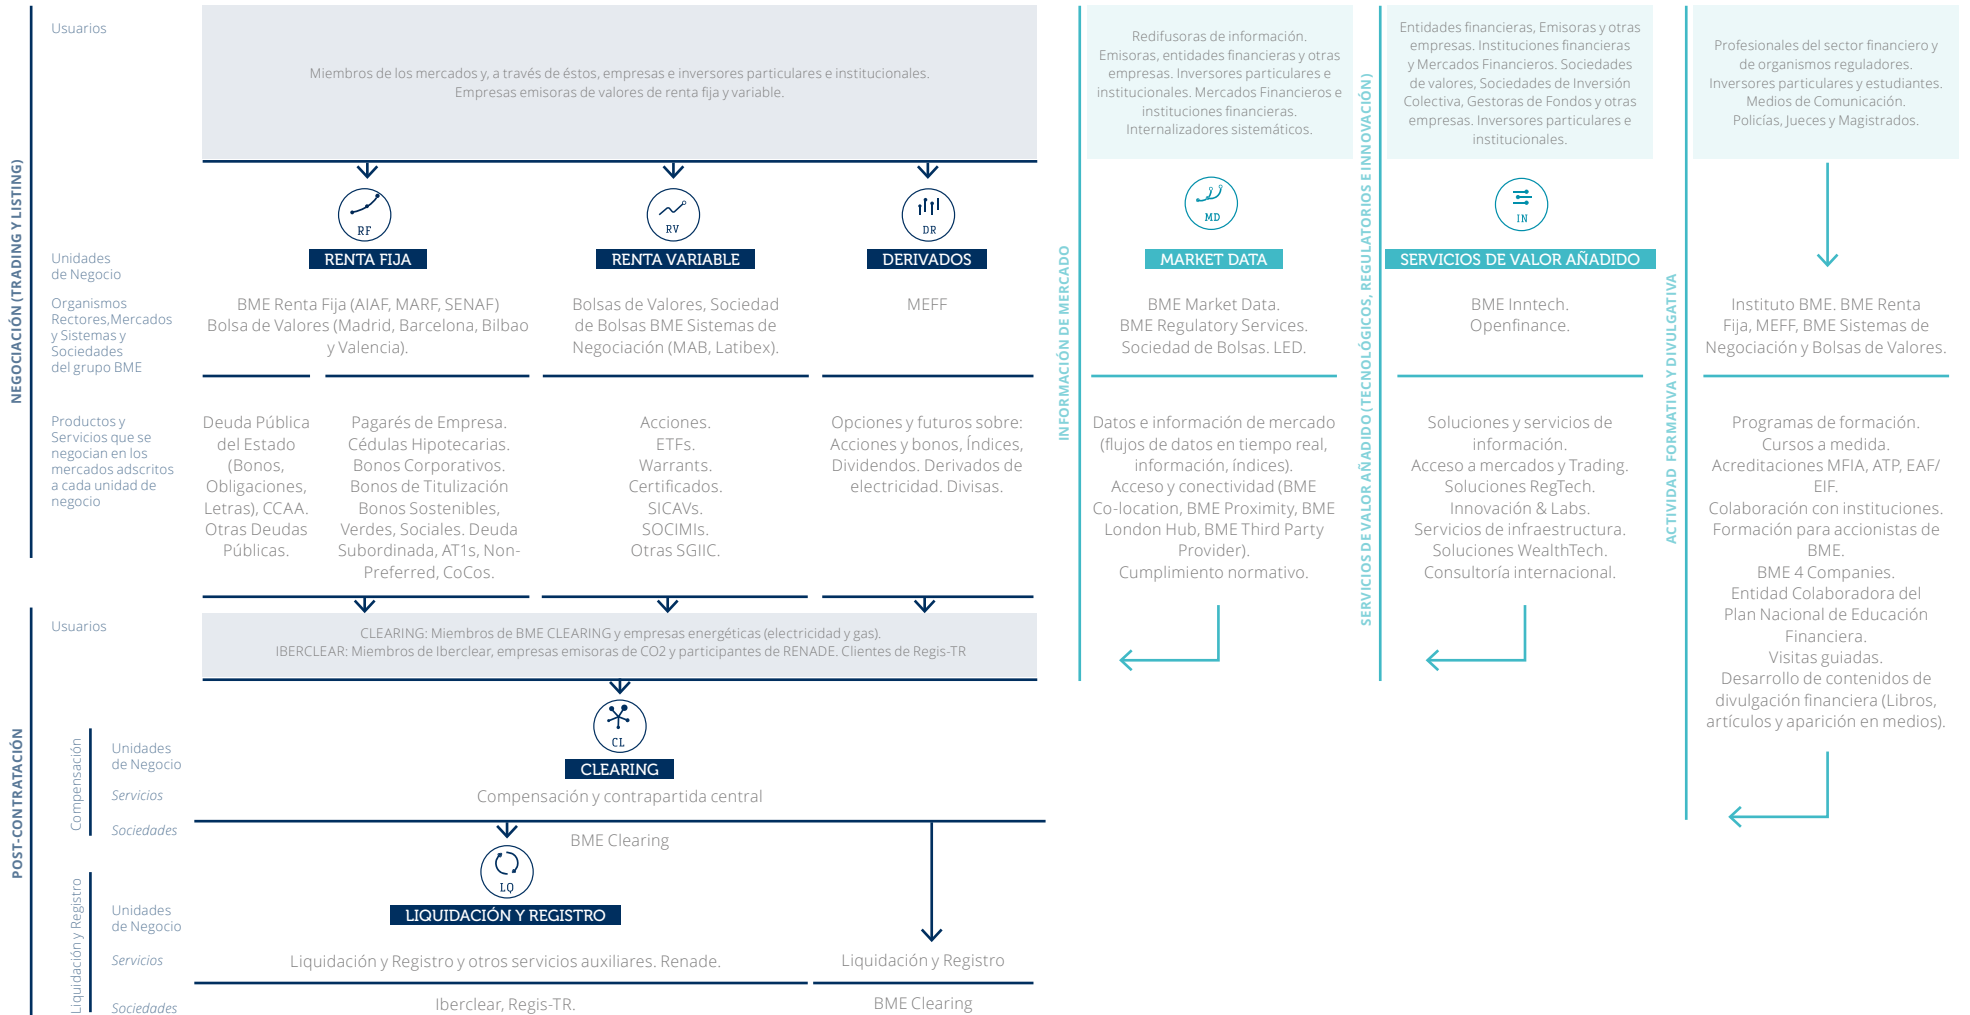 NEGOCIACIÓN (TRADING Y LISTING)
Usuarios
Miembros de los mercados y, a través de éstos, empresas e inversores particulares e institucionales.
Empresas emisoras de valores de renta fija y variable.
Unidades
de Negocio
RF
RENTA FIJA
RV
RENTA VARIABLE
DR
DERIVADOS
Organismos
Rectores,Mercados
y Sistemas y
Sociedades
del grupo BME
BME Renta Fija (AIAF, MARF, SENAF)
Bolsa de Valores (Madrid, Barcelona, Bilbao
y Valencia).
Bolsas de Valores, Sociedad
de Bolsas BME Sistemas de
Negociación (MAB, Latibex).
MEFF
Productos y
Servicios que se
negocian en los
mercados adscritos
a cada unidad de
negocio
Deuda Pública
del Estado
(Bonos,
Obligaciones,
Letras), CCAA.
Otras Deudas
Públicas.
Pagarés de Empresa.
Cédulas Hipotecarias.
Bonos Corporativos.
Bonos de Titulización
Bonos Sostenibles,
Verdes, Sociales. Deuda
Subordinada, AT1s, Non-
Preferred, CoCos.
Acciones.
ETFs.
Warrants.
Certificados.
SICAVs.
SOCIMIs.
Otras SGIIC.
Opciones y futuros sobre:
Acciones y bonos, Índices,
Dividendos. Derivados de
electricidad. Divisas.
POST-CONTRATACIÓN
Usuarios
CLEARING: Miembros de BME CLEARING y empresas energéticas (electricidad y gas).
IBERCLEAR: Miembros de Iberclear, empresas emisoras de CO2 y participantes de RENADE. Clientes de Regis-TR
Compensación
Unidades
de Negocio
CL
CLEARING
Servicios
Compensación y contrapartida central
Sociedades
BME Clearing
Liquidación y Registro
Unidades
de Negocio
LQ
LIQUIDACIÓN Y REGISTRO
Servicios
Liquidación y Registro y otros servicios auxiliares. Renade.
Liquidación y Registro
Sociedades
Iberclear, Regis-TR.
BME Clearing
INFORMACIÓN DE MERCADO
Redifusoras de información.
Emisoras, entidades financieras y otras
empresas. Inversores particulares e
institucionales. Mercados Financieros e
instituciones financieras.
Internalizadores sistemáticos.
MD
MARKET DATA
BME Market Data.
BME Regulatory Services.
Sociedad de Bolsas. LED.
Datos e información de mercado
(flujos de datos en tiempo real,
información, índices).
Acceso y conectividad (BME
Co-location, BME Proximity, BME
London Hub, BME Third Party
Provider).
Cumplimiento normativo.
SERVICIOS DE VALOR AÑADIDO (TECNOLÓGICOS, REGULATORIOS E INNOVACIÓN)
Entidades financieras, Emisoras y otras
empresas. Instituciones financieras
y Mercados Financieros. Sociedades
de valores, Sociedades de Inversión
Colectiva, Gestoras de Fondos y otras
empresas. Inversores particulares e
institucionales.
IN
SERVICIOS DE VALOR AÑADIDO
BME Inntech.
Openfinance.
Soluciones y servicios de
información.
Acceso a mercados y Trading.
Soluciones RegTech.
Innovación & Labs.
Servicios de infraestructura.
Soluciones WealthTech.
Consultoría internacional.
ACTIVIDAD FORMATIVA Y DIVULGATIVA
Profesionales del sector financiero y
de organismos reguladores.
Inversores particulares y estudiantes.
Medios de Comunicación.
Policías, Jueces y Magistrados.
Instituto BME. BME Renta
Fija, MEFF, BME Sistemas de
Negociación y Bolsas de Valores.
Programas de formación.
Cursos a medida.
Acreditaciones MFIA, ATP, EAF/
EIF.
Colaboración con instituciones.
Formación para accionistas de
BME.
BME 4 Companies.
Entidad Colaboradora del
Plan Nacional de Educación
Financiera.
Visitas guiadas.
Desarrollo de contenidos de
divulgación financiera (Libros,
artículos y aparición en medios).